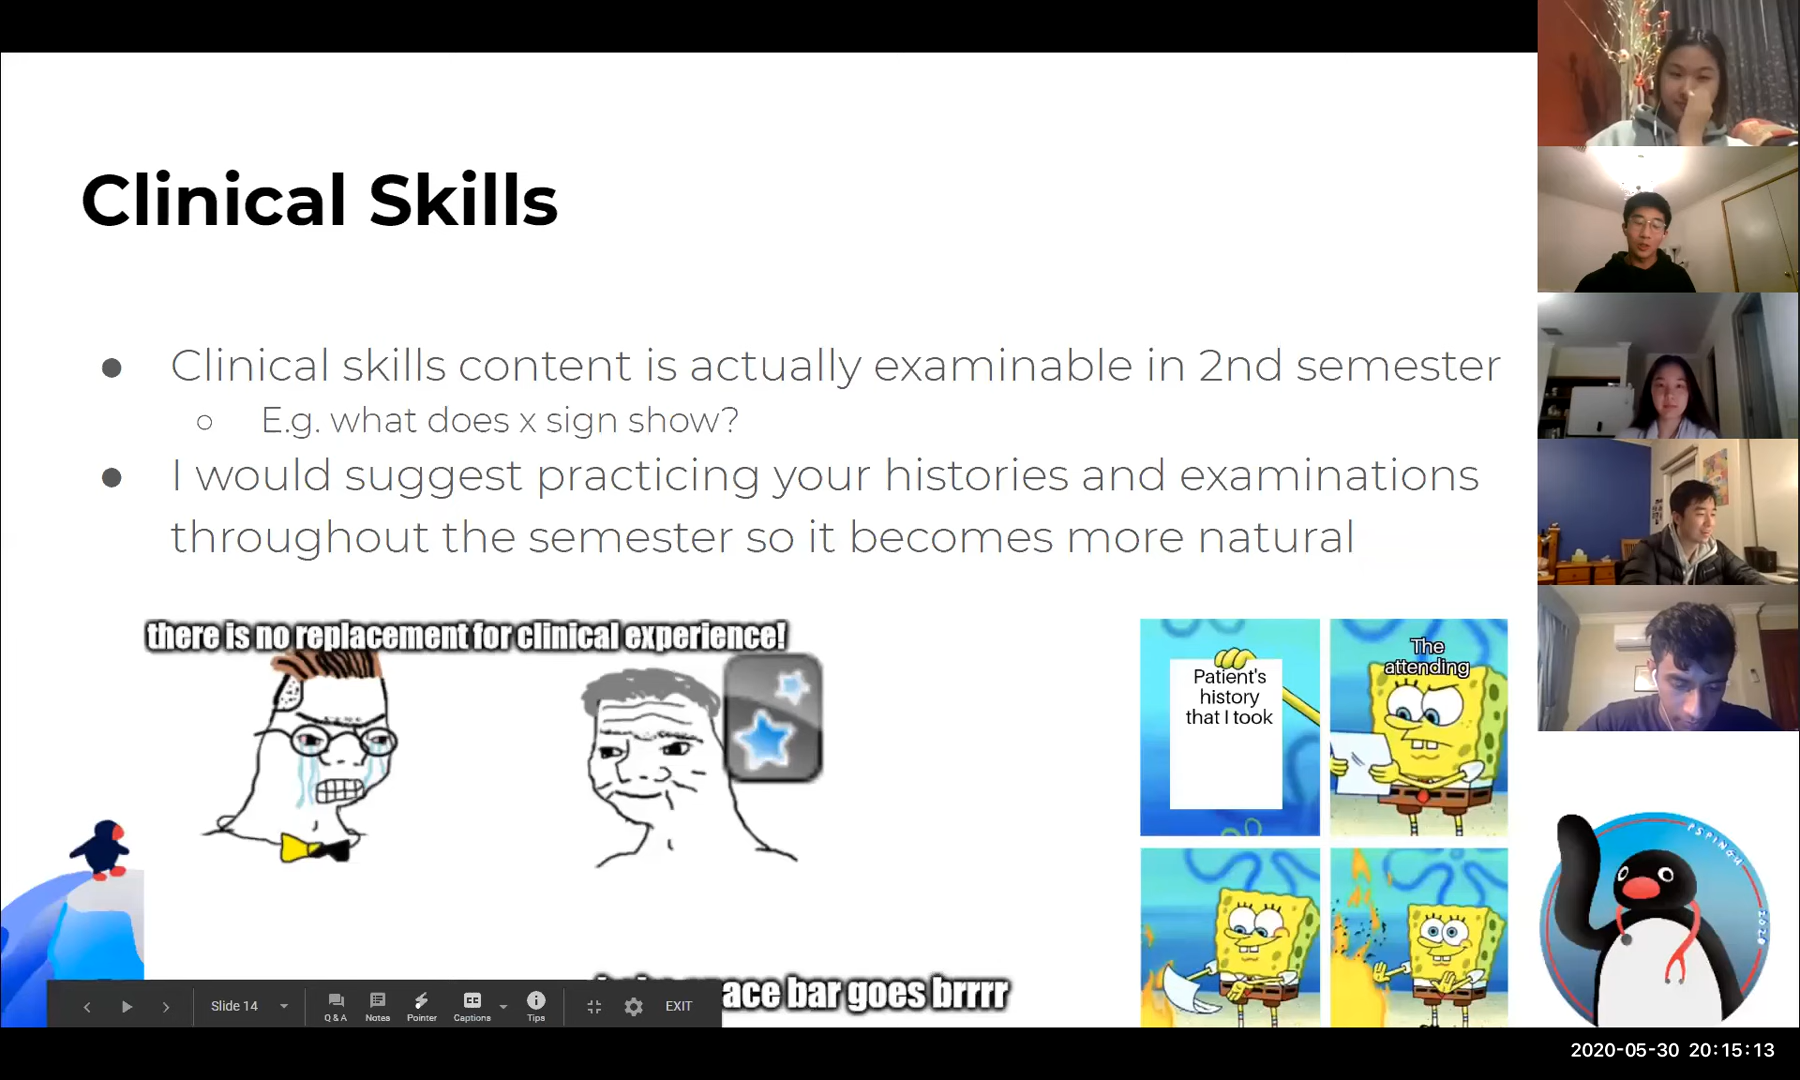 Clinical Skills
● Clinical skills content is actually examinable in 2nd semester
○ E.g. what does x sign show?
● I would suggest practicing your histories and examinations
throughout the semester so it becomes more natural
there is no replacement for clinical experience!
ace bar goes brrrr
Patient's
history
that I took
The
attending
PSPINGU
2020
Slide 14
Q & A
Notes
Pointer
CC
Captions
Tips
EXIT
2020-05-30 20:15:13